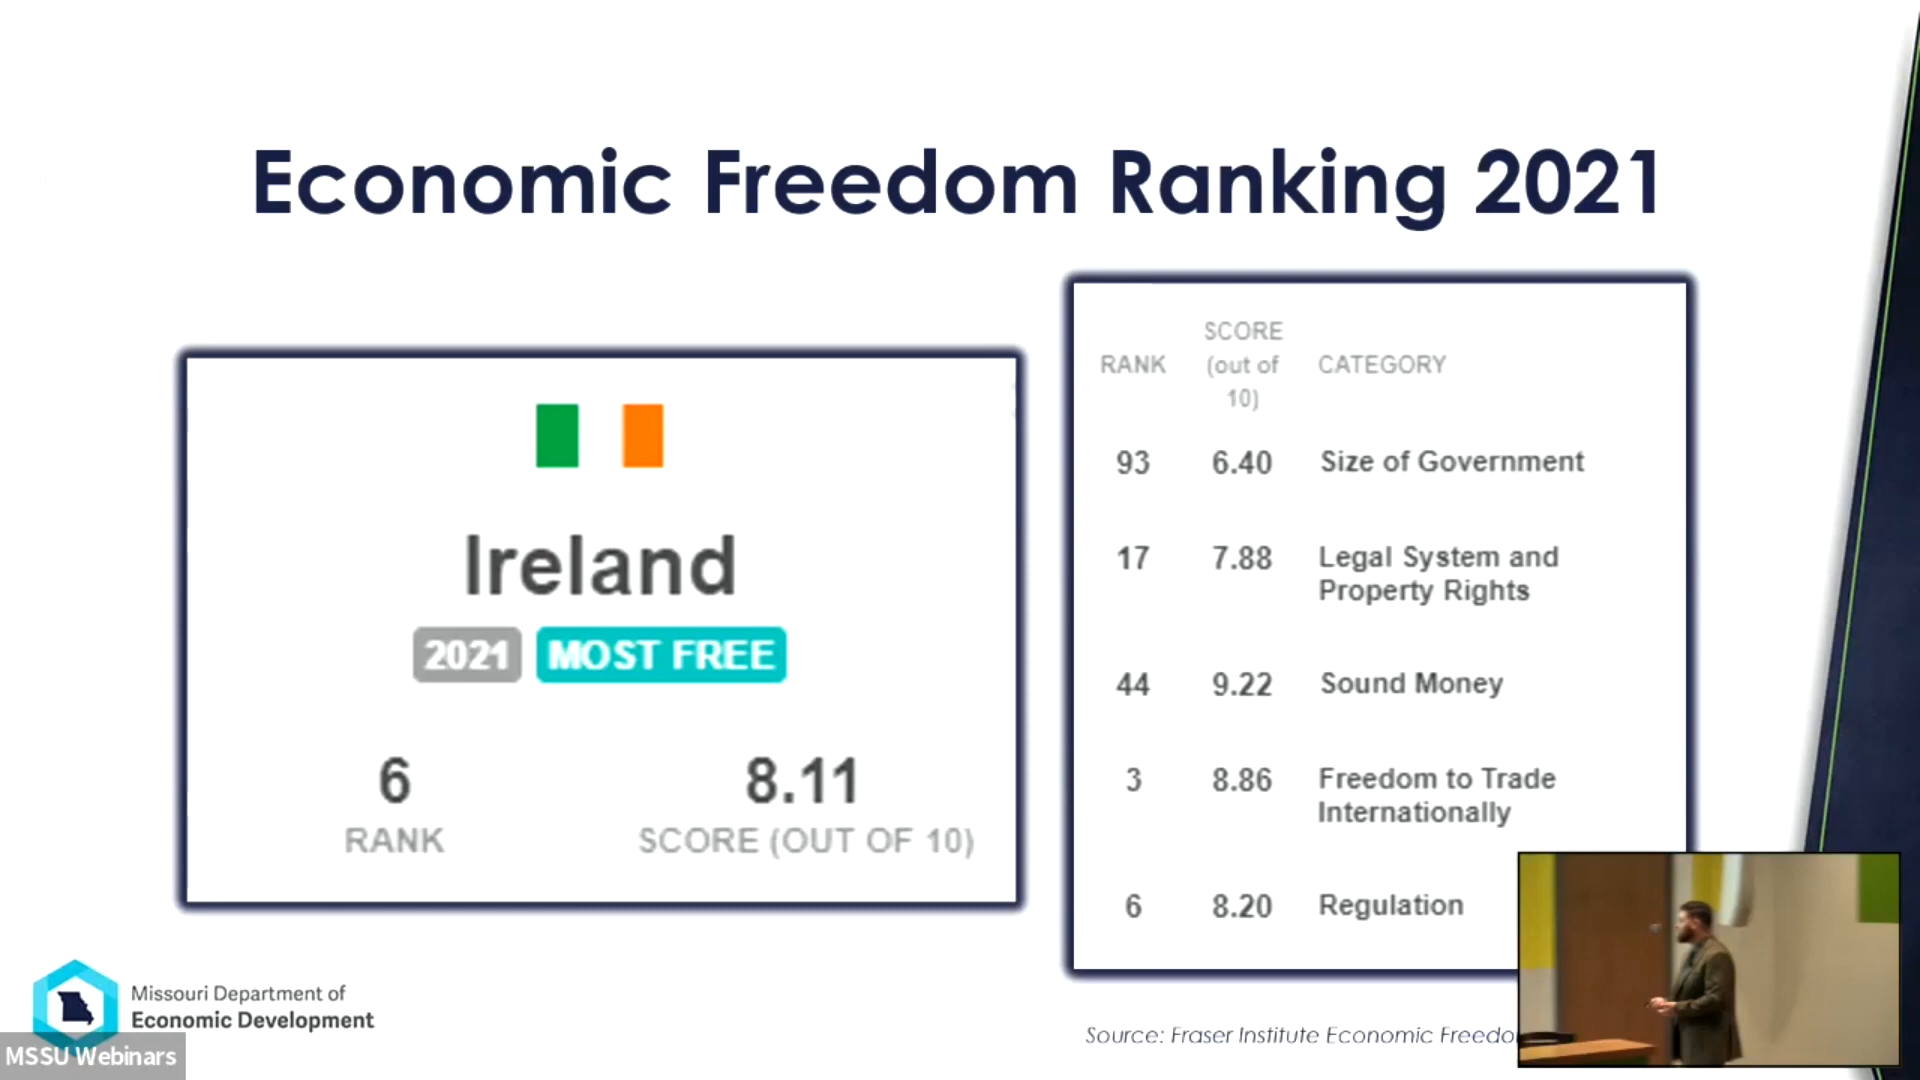 Economic Freedom Ranking 2021
Ireland
2021 MOST FREE
6 8.11
RANK SCORE (OUT OF 10)
SCORE
RANK (out of CATEGORY
10)
93 6.40 Size of Government
17 7.88 Legal System and
Property Rights
44 9.22 Sound Money
3 8.86 Freedom to Trade
Internationally
6 8.20 Regulation
Missouri Department of
Economic Development
MSSU Webinars
Source: Fraser Institute Economic